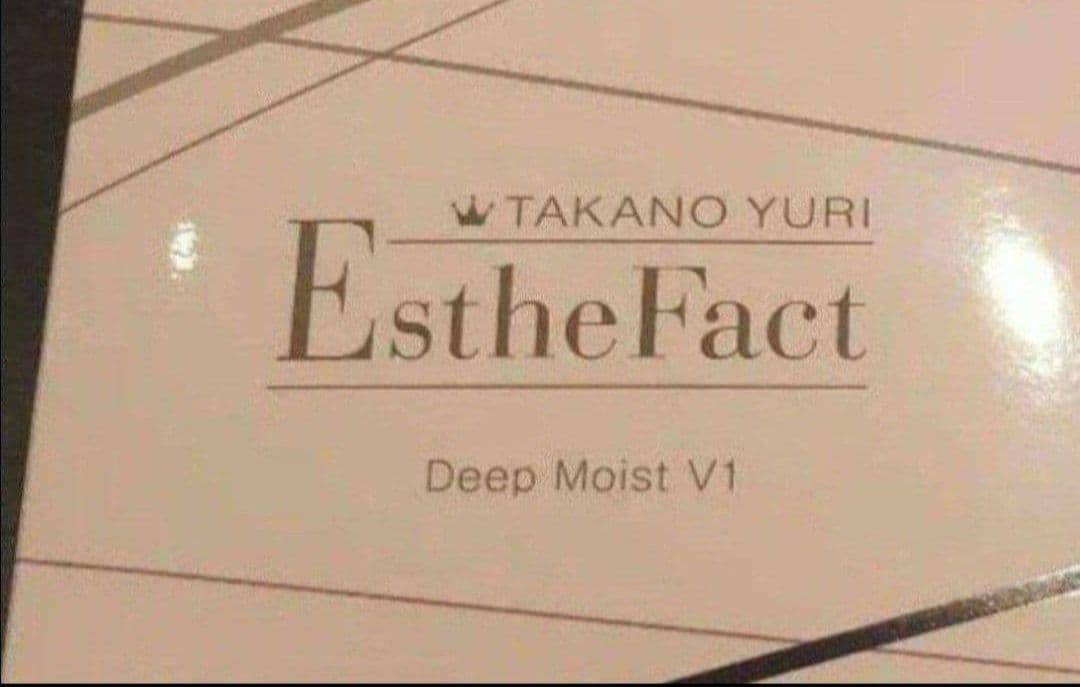 TAKANO YURI
EstheFact
Deep Moist V1